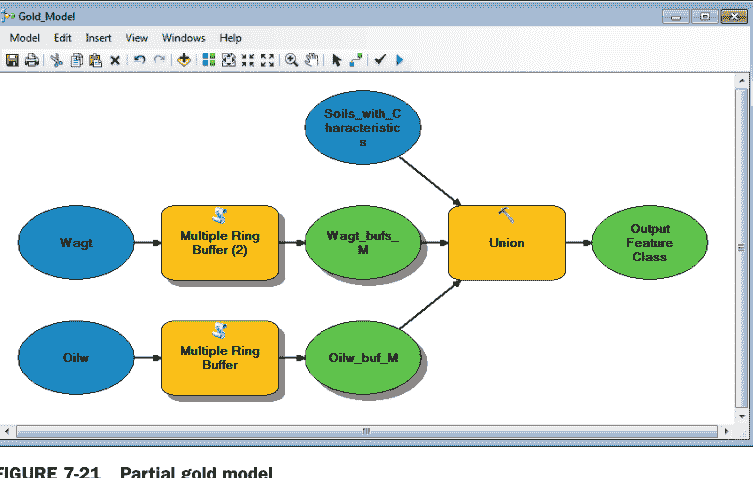 Gold_Model
Model Edit Insert View Windows Help
Soils_with_C
haracteristic
s
Wagt
Multiple Ring
Buffer (2)
Wagt_bufs_
M
Union
Output
Feature
Class
Oilw
Multiple Ring
Buffer
Oilw_buf_M
FIGURE 7-21 Partial gold model